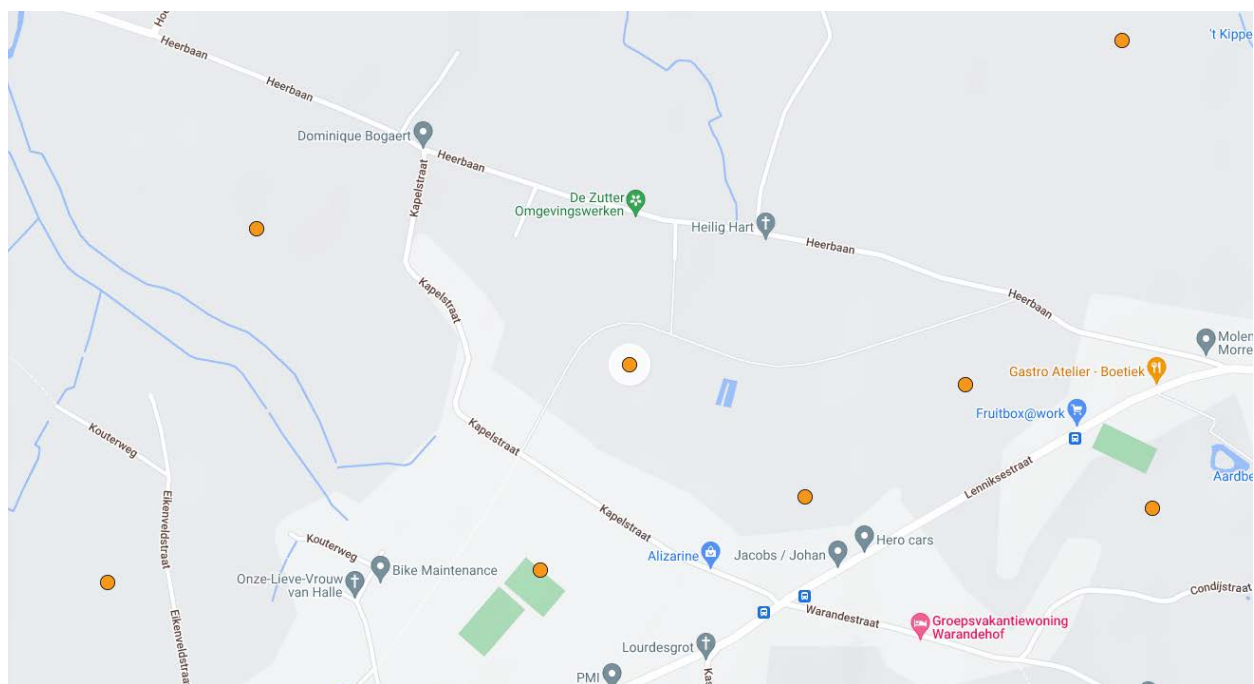 Heerbaan
't Kippe
Heerbaan
Dominique Bogaert
Heerbaan
Kapelstraat
De Zutter
Omgevingswerken
Heilig Hart
Heerbaan
Kapelstraat
Heerbaan
Molen
Morre
Gastro Atelier - Boetiek
Fruitbox@work
Kouterweg
Kapelstraat
Lenniksestraat
Aardbe
Eikenveldstraat
Kapelstraat
Kouterweg
Alizarine
Jacobs / Johan
Hero cars
Onze-Lieve-Vrouw
van Halle
Bike Maintenance
Condijstraat
Warandestraat
Groepsvakantiewoning
Warandehof
Eikenveldstraat
Lourdesgrot
PMI
Kas